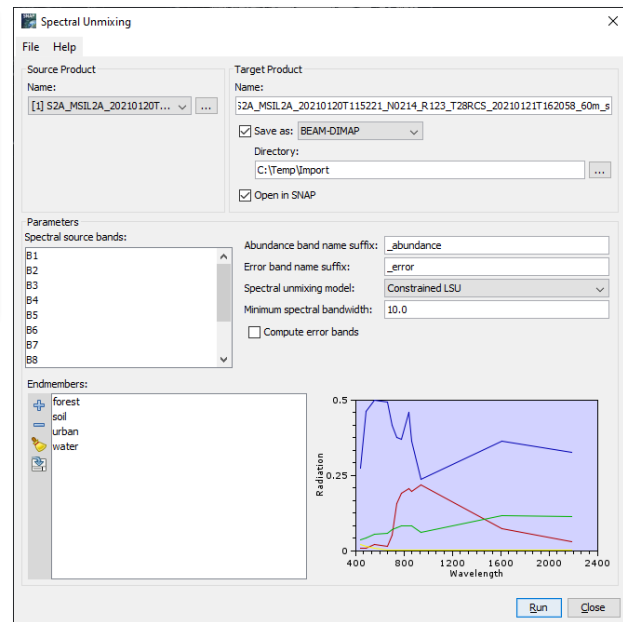 Spectral Unmixing
File Help
Source Product
Name:
[1] S2A_MSIL2A_20210120T...
...
Target Product
Name:
S2A_MSIL2A_20210120T115221_N0214_R123_T28RCS_20210121T162058_60m_s
Save as: BEAM-DIMAP
Directory:
C:\Temp\Import
...
Open in SNAP
Parameters
Spectral source bands:
B1
B2
B3
B4
B5
B6
B7
B8
Abundance band name suffix: _abundance
Error band name suffix: _error
Spectral unmixing model: Constrained LSU
Minimum spectral bandwidth: 10.0
Compute error bands
Endmembers:
forest
soil
urban
water
Radiation
0.5
0.25
0
400 800 1200 1600 2000 2400
Wavelength
Run Close